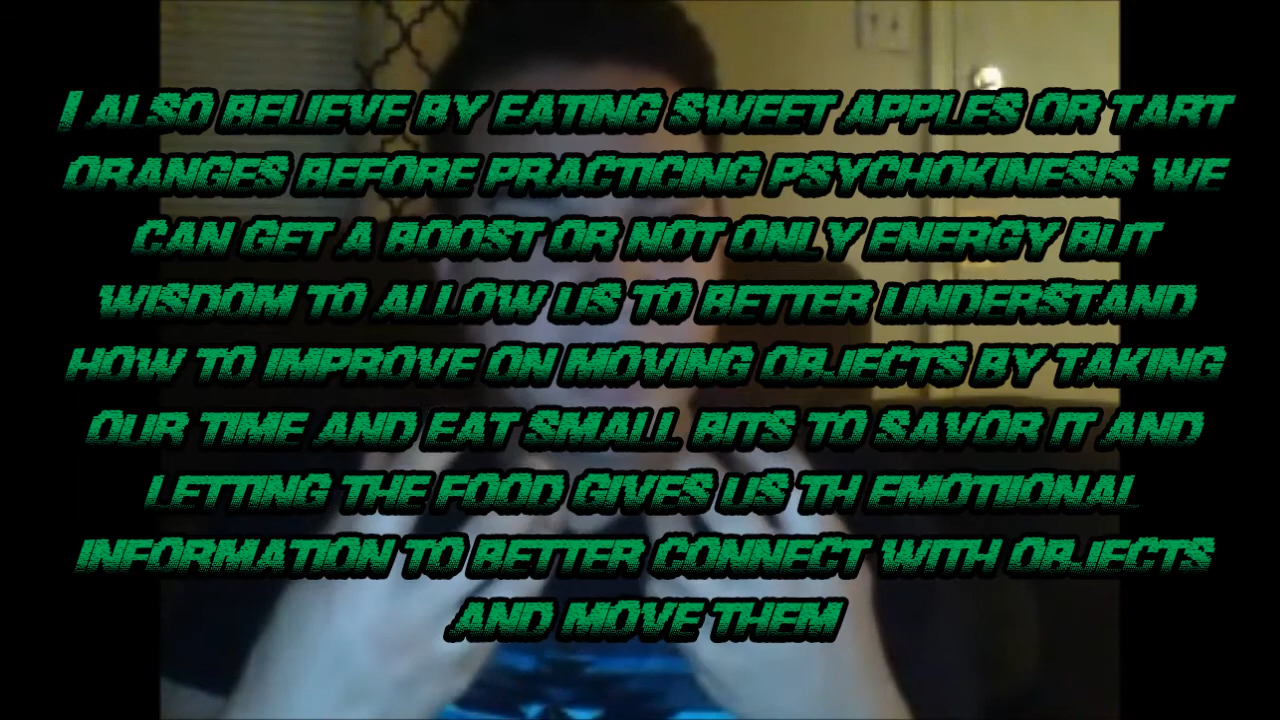 I ALSO BELIEVE BY EATING SWEET APPLES OR TART
ORANGES BEFORE PRACTICING PSYCHOKINESIS WE
CAN GET A BOOST OR NOT ONLY ENERGY BUT
WISDOM TO ALLOW US TO BETTER UNDERSTAND
HOW TO IMPROVE ON MOVING OBJECTS BY TAKING
OUR TIME AND EAT SMALL BITS TO SAVOR IT AND
LETTING THE FOOD GIVES US TH EMOTIIONAL
INFORMATION TO BETTER CONNECT WITH OBJECTS
AND MOVE THEM